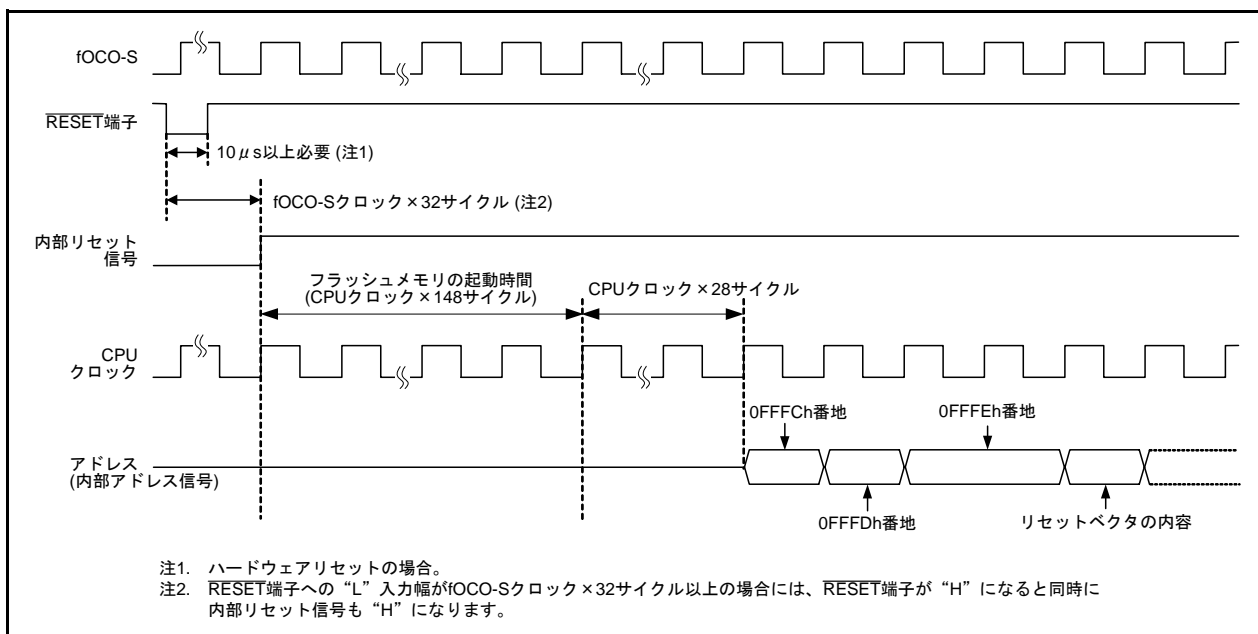 fOCO-S
RESET端子
10μs以上必要 (注1)
fOCO-Sクロック×32サイクル (注2)
内部リセット
信号
フラッシュメモリの起動時間
(CPUクロック×148サイクル)
CPUクロック×28サイクル
CPU
クロック
0FFFCh番地
0FFFEh番地
アドレス
(内部アドレス信号)
0FFFDh番地
リセットベクタの内容
注1. ハードウェアリセットの場合。
注2. RESET端子への“L”入力幅がfOCO-Sクロック×32サイクル以上の場合には、RESET端子が“H”になると同時に
内部リセット信号も“H”になります。